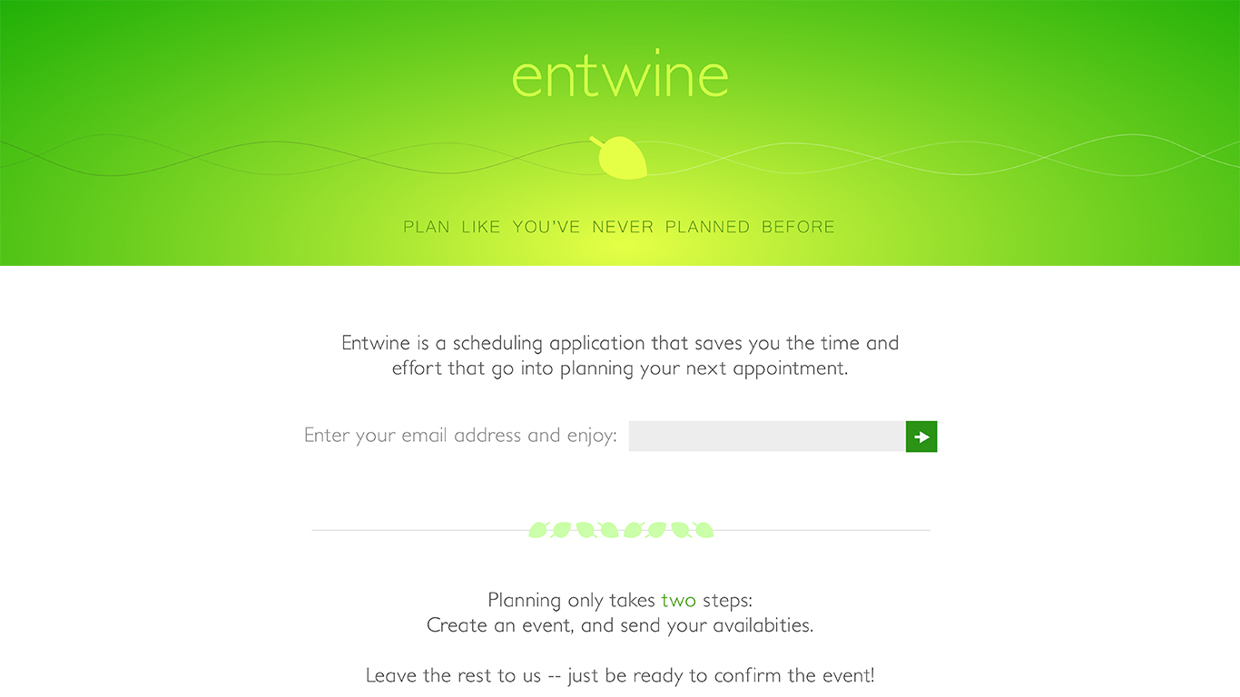 entwine
PLAN LIKE YOU'VE NEVER PLANNED BEFORE
Entwine is a scheduling application that saves you the time and
effort that go into planning your next appointment.
Enter your email address and enjoy:
Planning only takes two steps:
Create an event, and send your availabities.
Leave the rest to us -- just be ready to confirm the event!